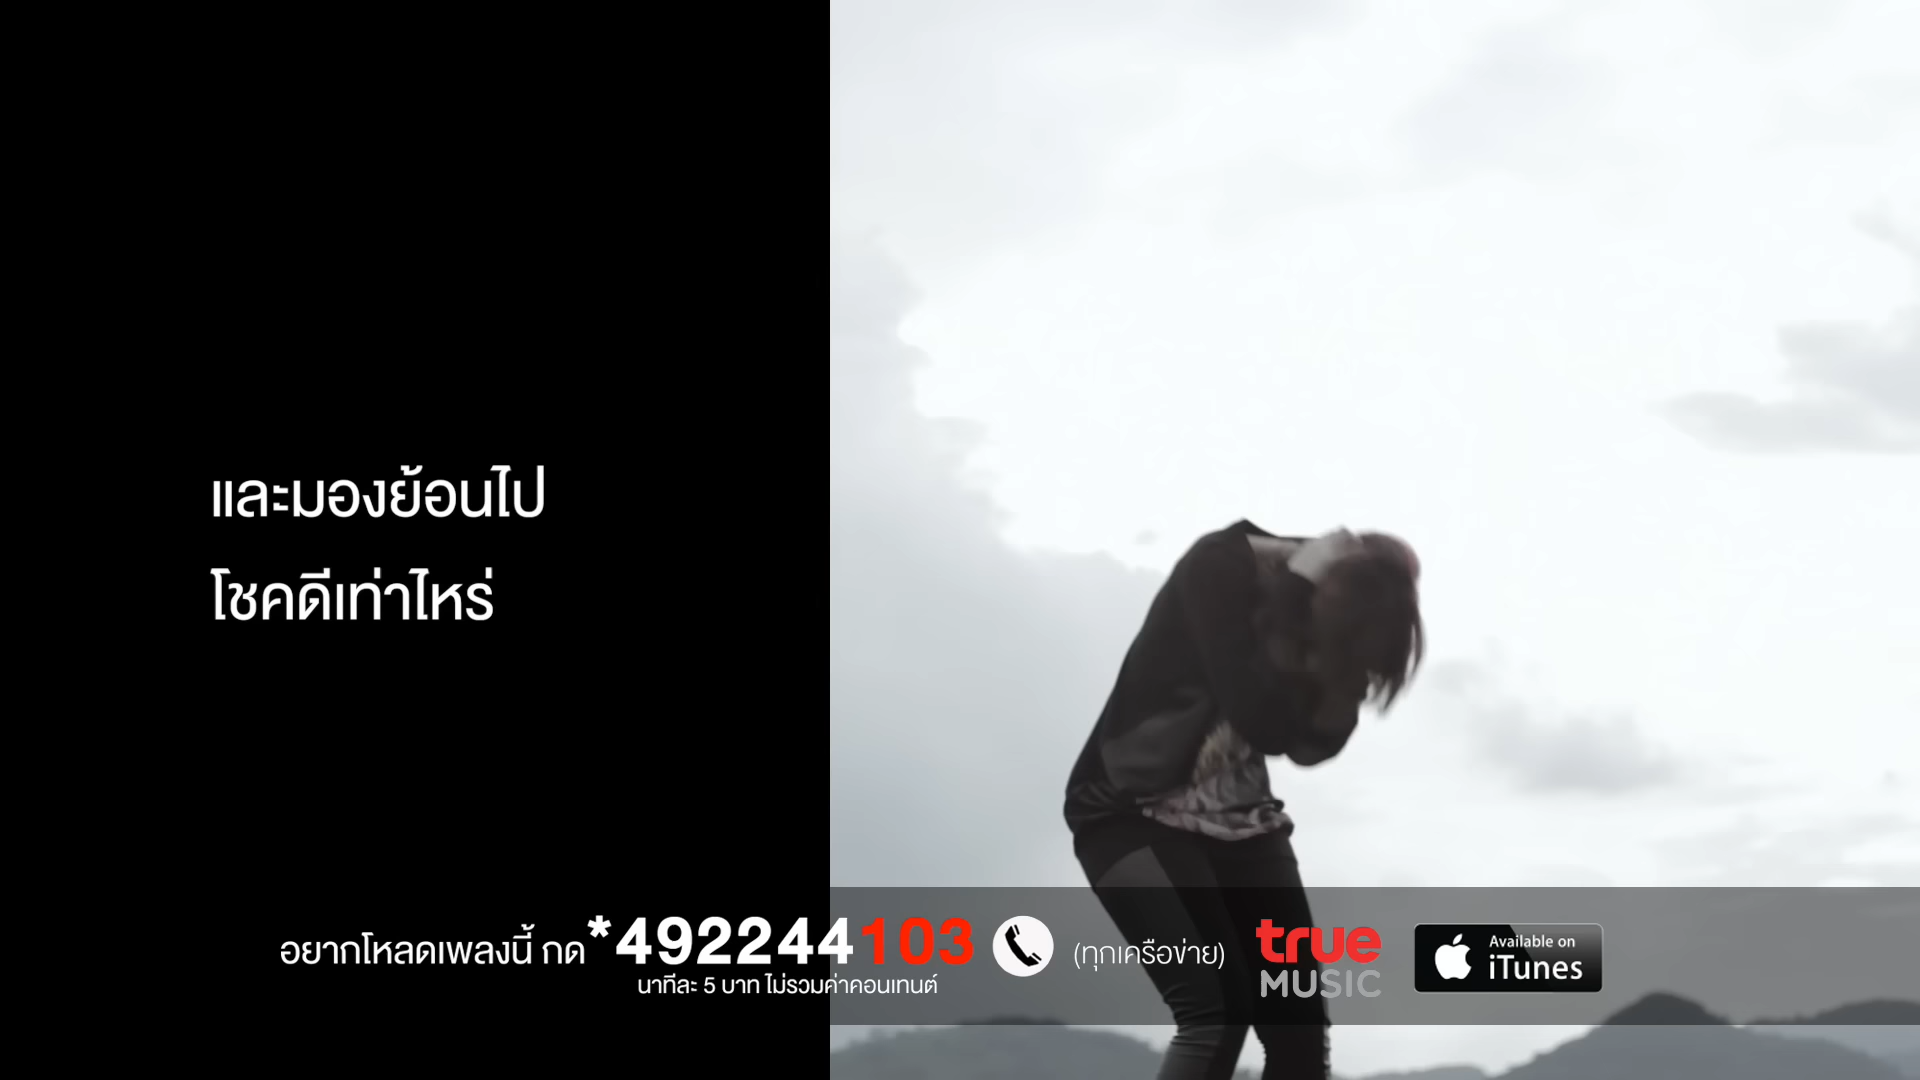 และมองย้อนไป
โชคดีเท่าไหร่
อยากโหลดเพลงนี้ กด *492244103 (ทุกเครือข่าย)
นาทีละ 5 บาท ไม่รวมค่าคอนเทนต์
true
MUSIC
Available on
iTunes